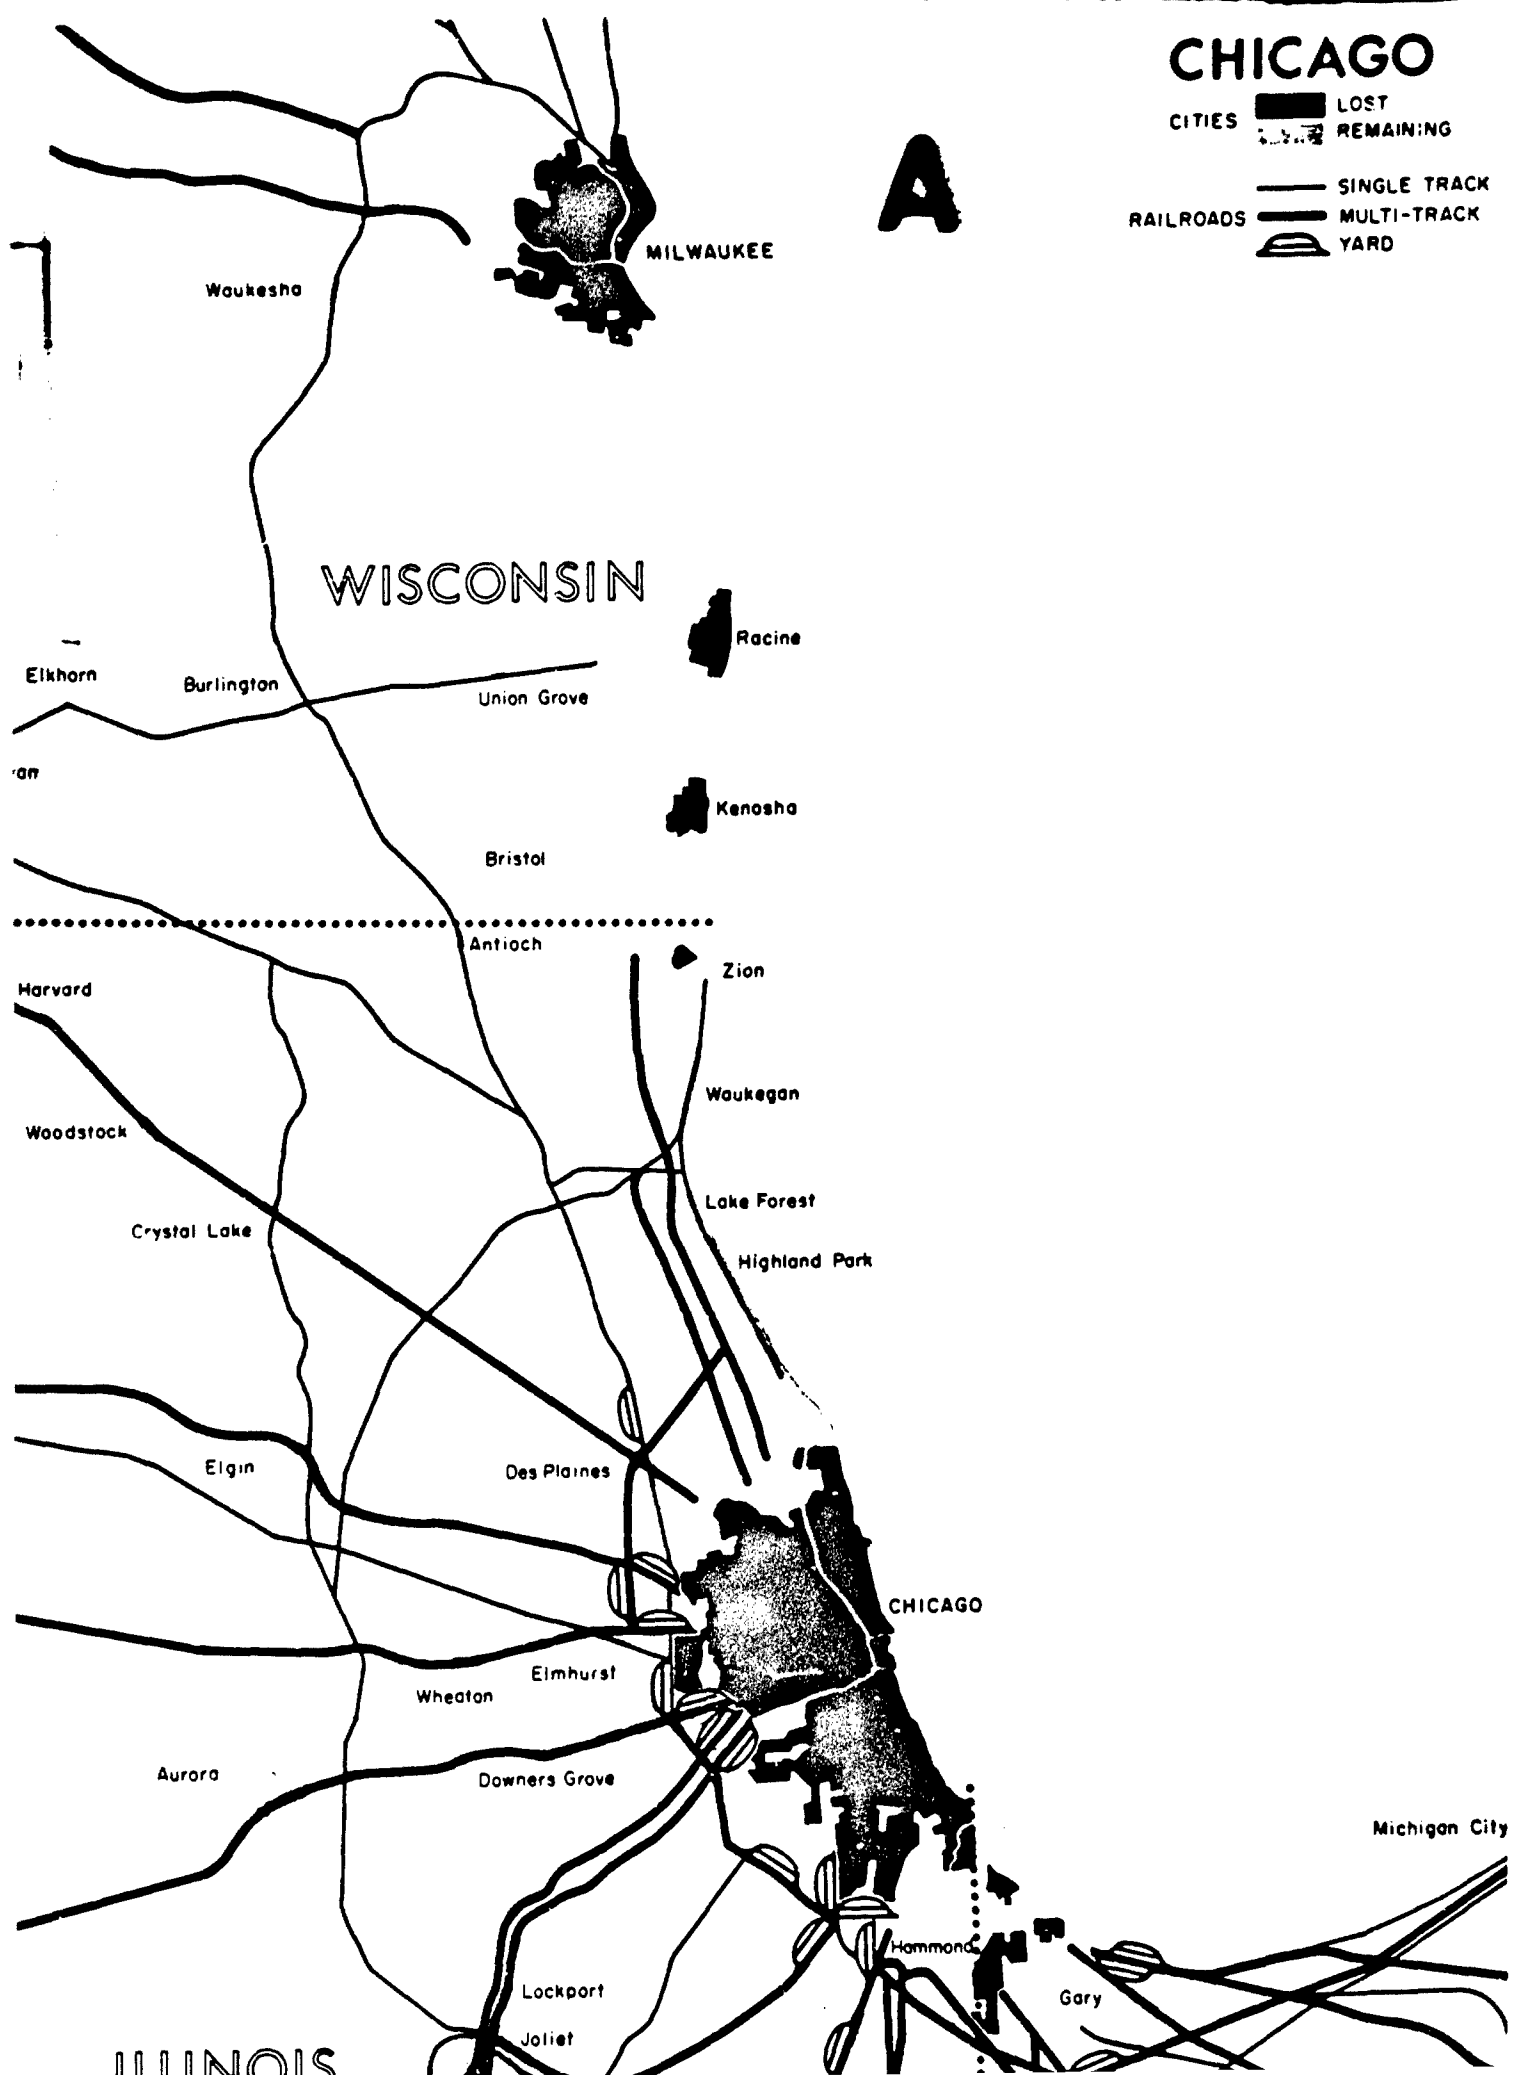 CHICAGO
CITIES
LOST
REMAINING
A
RAILROADS
SINGLE TRACK
MULTI-TRACK
YARD
MILWAUKEE
Waukesha
WISCONSIN
Racine
Elkhorn
Burlington
Union Grove
Kenosha
Bristol
Antioch
Zion
Harvard
Waukegan
Woodstock
Lake Forest
Crystal Lake
Highland Park
Elgin
Des Plaines
CHICAGO
Elmhurst
Wheaton
Aurora
Downers Grove
Michigan City
Hammond
Lockport
Gary
Joliet
ILLINOIS